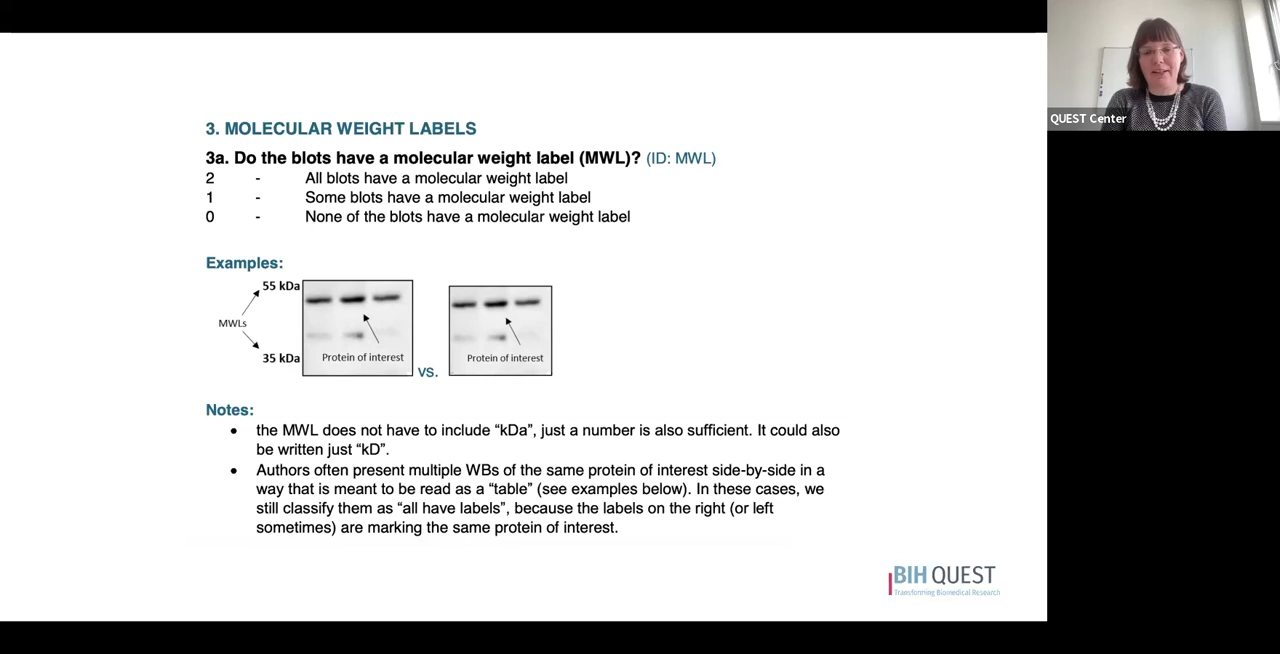 3. MOLECULAR WEIGHT LABELS
3a. Do the blots have a molecular weight label (MWL)? (ID: MWL)
2 - All blots have a molecular weight label
1 - Some blots have a molecular weight label
0 - None of the blots have a molecular weight label
Examples:
55 kDa
MWLs
35 kDa
Protein of interest
vs.
Protein of interest
Notes:
• the MWL does not have to include “kDa”, just a number is also sufficient. It could also
be written just “kD”.
• Authors often present multiple WBs of the same protein of interest side-by-side in a
way that is meant to be read as a “table” (see examples below). In these cases, we
still classify them as “all have labels”, because the labels on the right (or left
sometimes) are marking the same protein of interest.
BIH QUEST
Transforming Biomedical Research
QUEST Center